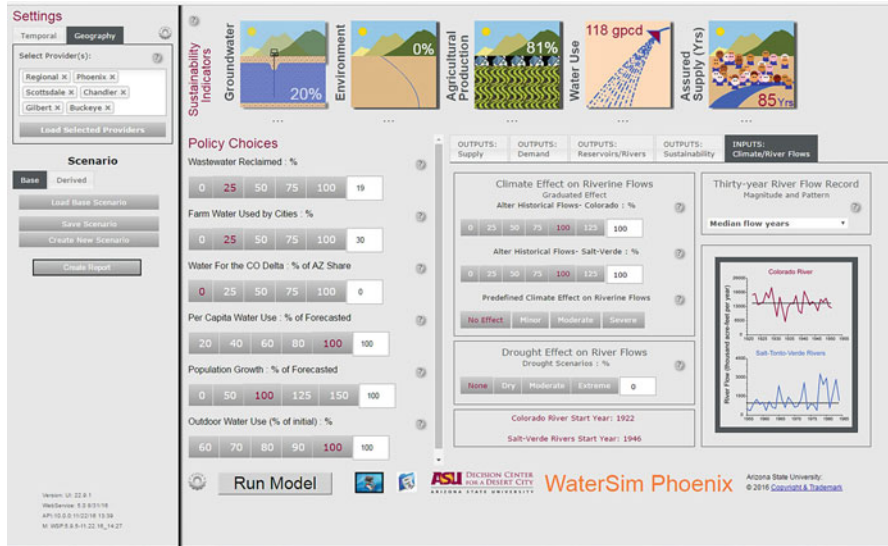 Settings
Temporal Geography
Select Provider(s):
Regional × Phoenix ×
Scottsdale × Chandler ×
Gilbert × Buckeye ×
Load Selected Providers
Scenario
Base Derived
Load Base Scenario
Save Scenario
Create New Scenario
Create Report
Version: UI: 22.8.1
Sustainability Indicators
Groundwater
20%
Environment
0%
Agricultural Production
81%
Water Use
118 gpcd
Assured Supply (Yrs)
85 Yrs
...
...
...
...
...
Policy Choices
Wastewater Reclaimed : %
0 25 50 75 100 19
Farm Water Used by Cities : %
0 25 50 75 100 30
Water For the CO Delta : % of AZ Share
0 25 50 75 100 0
Per Capita Water Use : % of Forecasted
20 40 60 80 100 100
Population Growth : % of Forecasted
0 50 100 125 150 100
Outdoor Water Use (% of initial) : %
60 70 80 90 100 100
OUTPUTS: Supply
OUTPUTS: Demand
OUTPUTS: Reservoirs/Rivers
OUTPUTS: Sustainability
INPUTS: Climate/River Flows
Climate Effect on Riverine Flows
Graduated Effect
Alter Historical Flows- Colorado : %
0 25 50 75 100 125 100
Alter Historical Flows- Salt-Verde : %
0 25 50 75 100 125 100
Predefined Climate Effect on Riverine Flows
No Effect Minor Moderate Severe
Drought Effect on River Flows
Drought Scenarios : %
None Dry Moderate Extreme 0
Colorado River Start Year: 1922
Salt-Verde Rivers Start Year: 1946
Thirty-year River Flow Record
Magnitude and Pattern
Median flow years
River Flow (thousand acre-feet per year)
Colorado River
Salt-Tonto-Verde Rivers
Run Model
ASU DECISION CENTER FOR A DESERT CITY
ARIZONA STATE UNIVERSITY
WaterSim Phoenix
Arizona State University:
© 2016 Copyright & Trademark